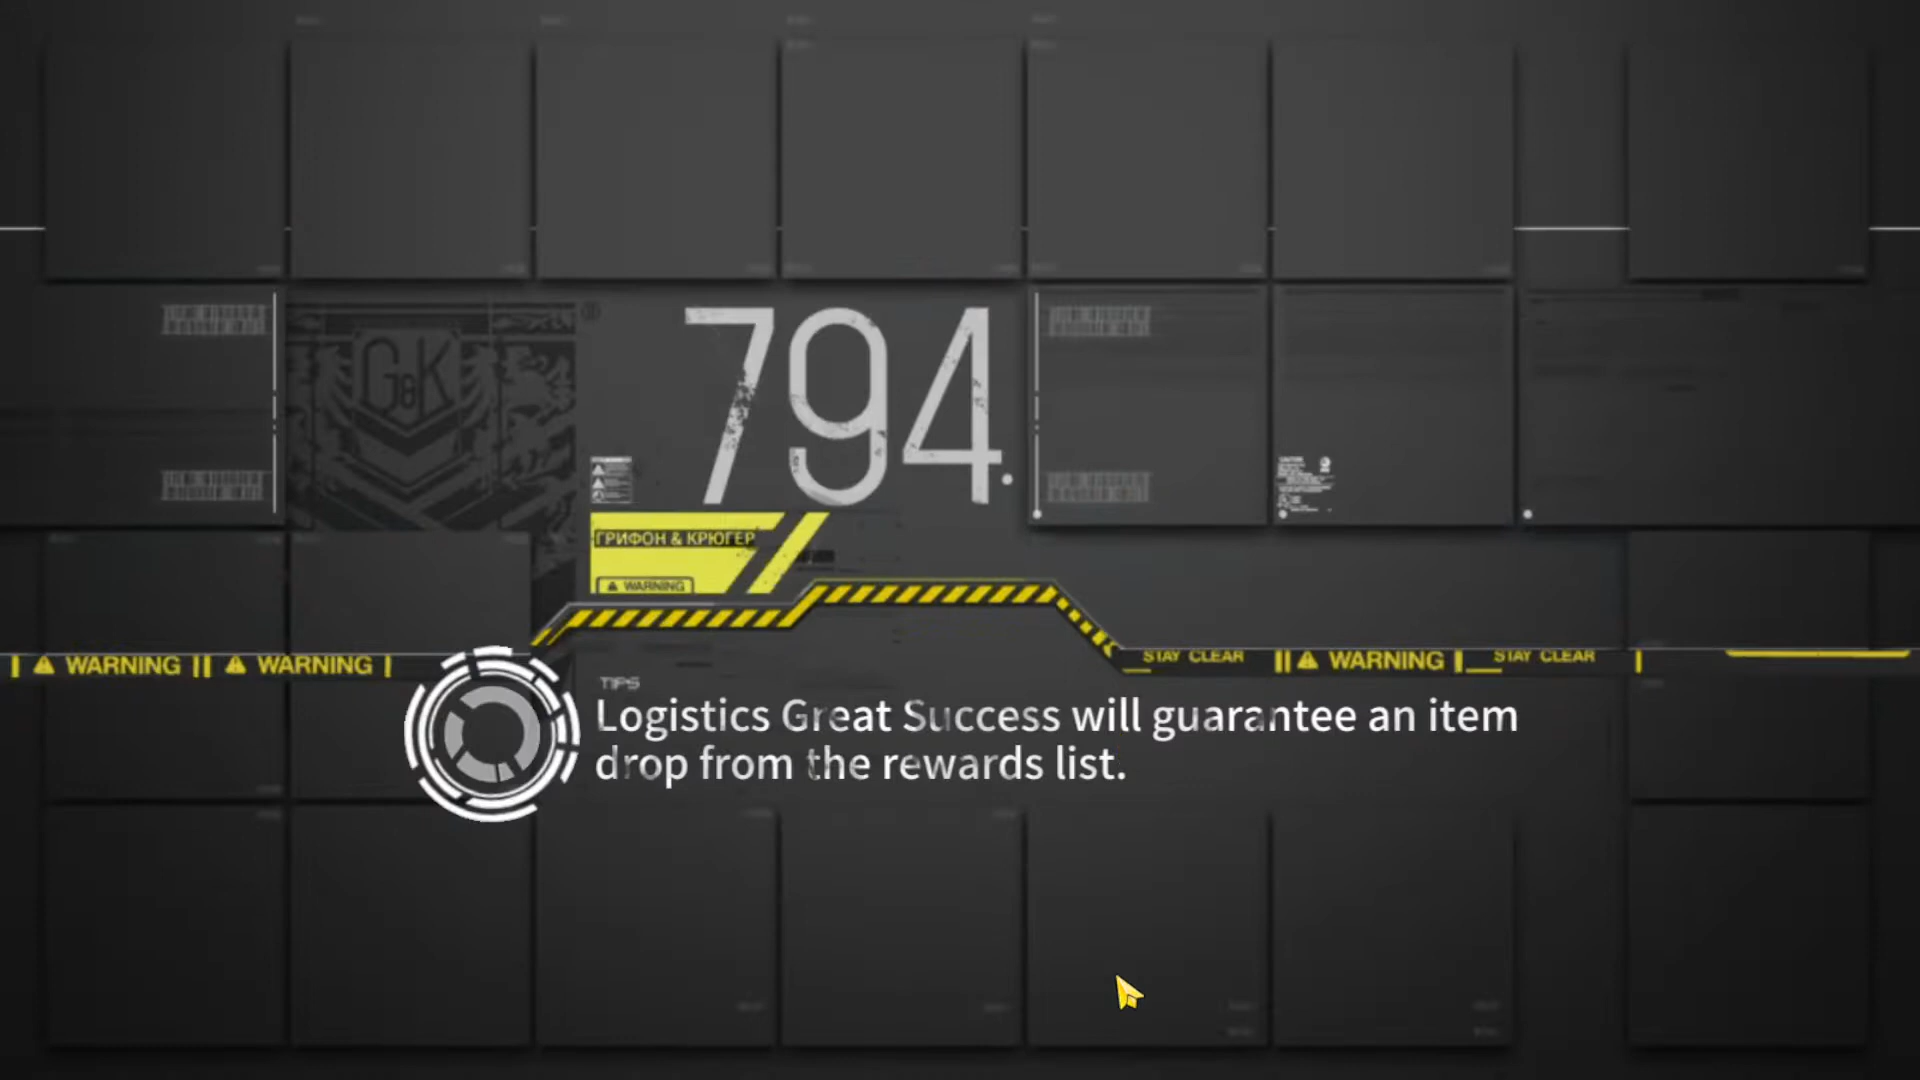 G&K
794.
ГРИФОН & КРЮГЕР
WARNING
WARNING WARNING
STAY CLEAR WARNING STAY CLEAR
TIPS
Logistics Great Success will guarantee an item
drop from the rewards list.